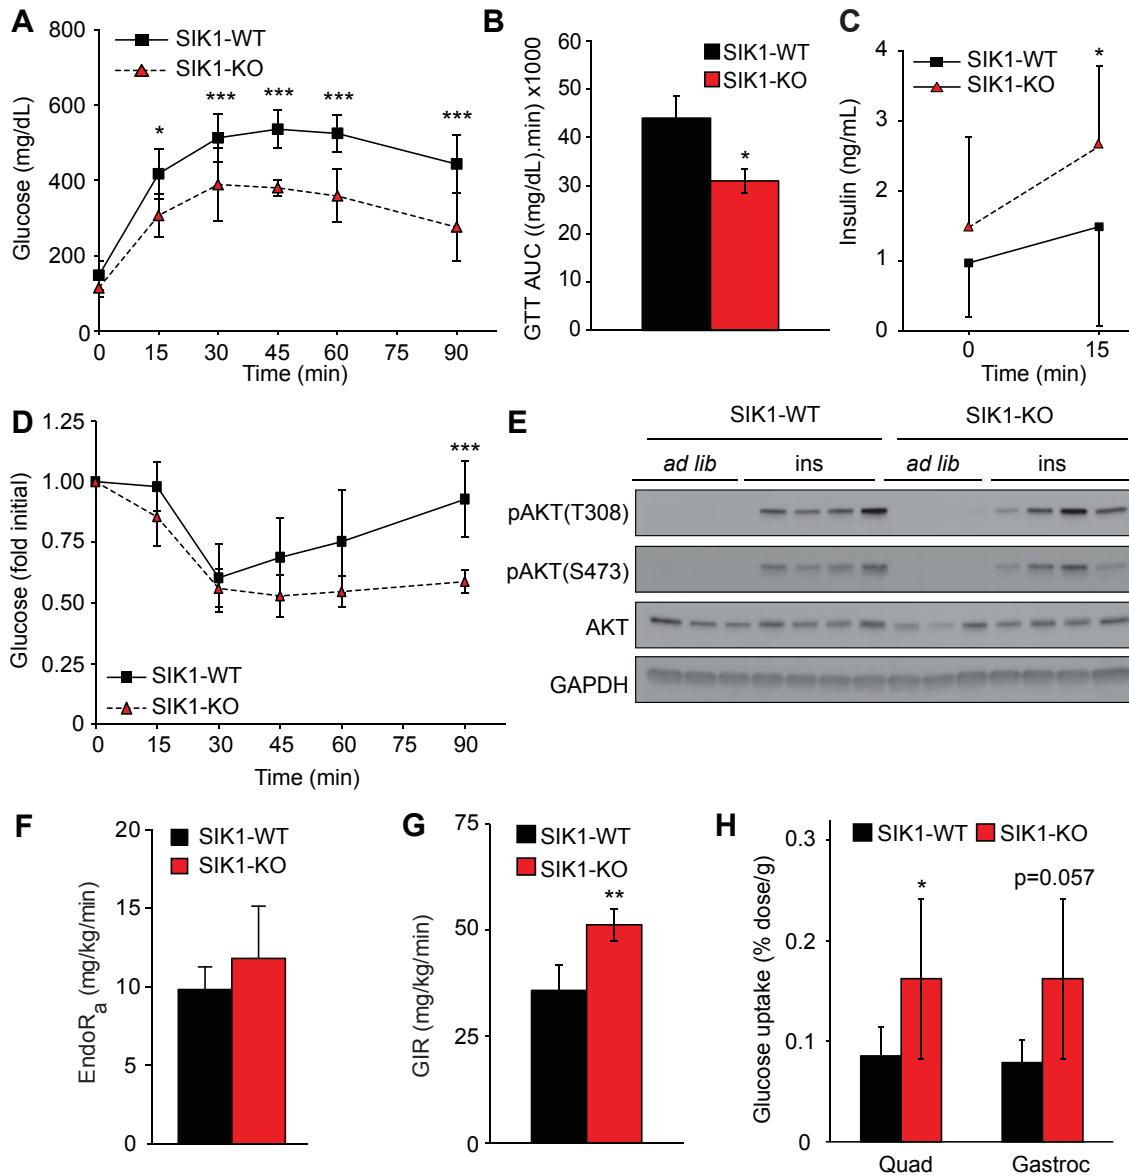 A
800
600
400
200
0
Glucose (mg/dL)
SIK1-WT
SIK1-KO
*
***
***
***
***
0 15 30 45 60 75 90
Time (min)
B
60
50
40
30
20
10
0
GTT AUC ((mg/dL).min) x1000
SIK1-WT
SIK1-KO
*
C
4
3
2
1
0
Insulin (ng/mL)
SIK1-WT
SIK1-KO
*
0 15
Time (min)
D
1.25
1.00
0.75
0.50
0.25
0
Glucose (fold initial)
***
SIK1-WT
SIK1-KO
0 15 30 45 60 75 90
Time (min)
E
SIK1-WT SIK1-KO
ad lib ins ad lib ins
pAKT(T308)
pAKT(S473)
AKT
GAPDH
F
20
15
10
5
0
EndoRa (mg/kg/min)
SIK1-WT
SIK1-KO
G
75
50
25
0
GIR (mg/kg/min)
SIK1-WT
SIK1-KO
**
H
0.3
0.2
0.1
0
Glucose uptake (% dose/g)
SIK1-WT SIK1-KO
*
p=0.057
Quad Gastroc